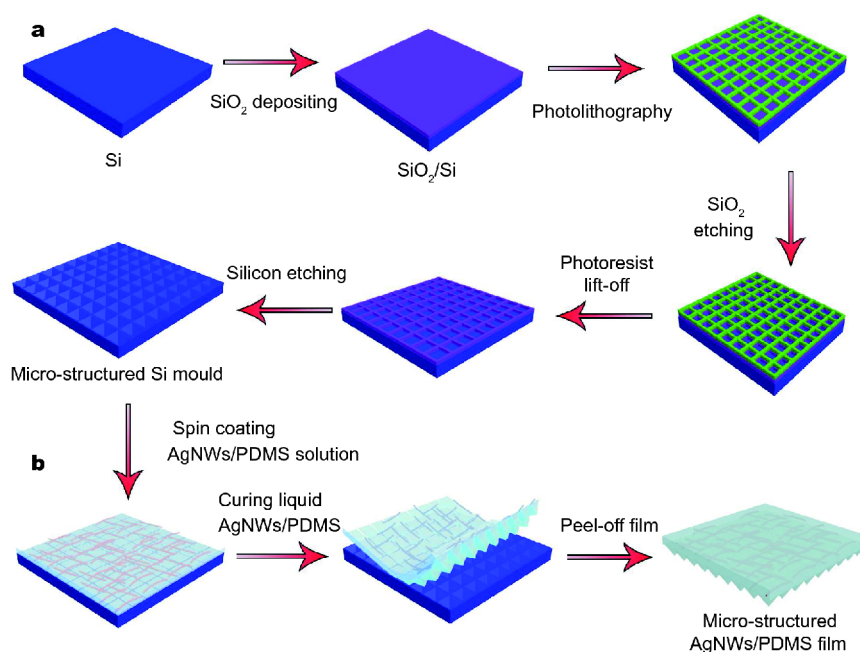 a
SiO₂ depositing
Photolithography
Si
SiO₂/Si
SiO₂
etching
Photoresist
lift-off
Silicon etching
Micro-structured Si mould
Spin coating
AgNWs/PDMS solution
b
Curing liquid
AgNWs/PDMS
Peel-off film
Micro-structured
AgNWs/PDMS film